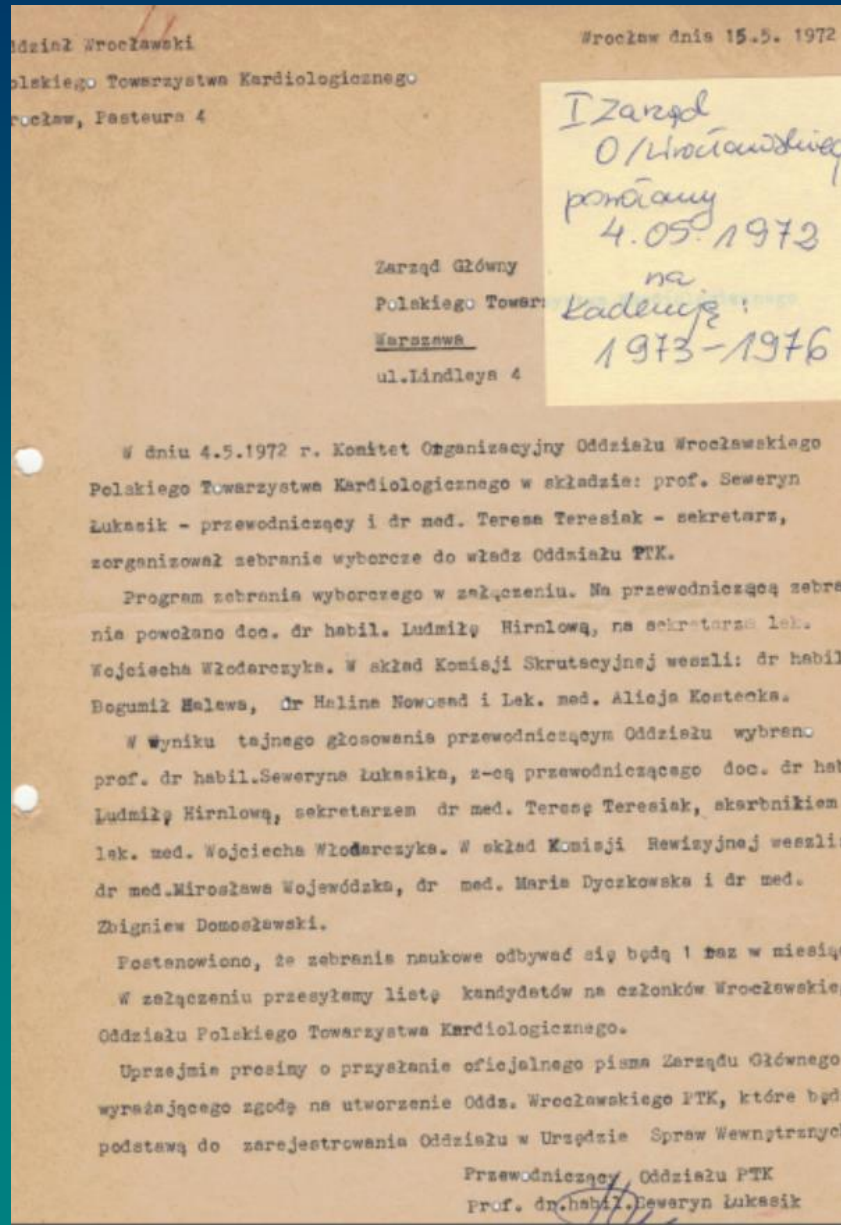 ddział Wrocławski
olskiego Towarzystwa Kardiologicznego
rocław, Pasteura 4
Wrocław dnia 15.5. 1972
I Zarząd
O/Wrocławskieg
powołany
4.05.1972
na
kadencję:
1973-1976
Zarząd Główny
Polskiego Towarz
Warszawa
ul.Lindleya 4
W dniu 4.5.1972 r. Komitet Organizacyjny Oddziału Wrocławskiego
Polskiego Towarzystwa Kardiologicznego w składzie: prof. Seweryn
Łukasik - przewodniczący i dr med. Teresa Teresiak - sekretarz,
zorganizował zebranie wyborcze do władz Oddziału PTK.
Program zebrania wyborczego w załączeniu. Na przewodniczącą zebra
nia powołano doc. dr habil. Ludmiłę Hirnlową, na sekretarza lek.
Wojciecha Włodarczyka. W skład Komisji Skrutacyjnej weszli: dr habil
Bogumił Halawa, dr Halina Nowosad i Lek. med. Alicja Kostecka.
W wyniku tajnego głosowania przewodniczącym Oddziału wybrano
prof. dr habil.Seweryna Łukasika, z-cą przewodniczącego doc. dr hab
Ludmiłę Hirnlową, sekretarzem dr med. Teresę Teresiak, skarbnikiem
lek. med. Wojciecha Włodarczyka. W skład Komisji Rewizyjnej weszli:
dr med.Mirosława Wojewódzka, dr med. Maria Dyczkowska i dr med.
Zbigniew Domosławski.
Postanowiono, że zebrania naukowe odbywać się będą 1 raz w miesiąc
W załączeniu przesyłamy listę kandydatów na członków Wrocławskie
Oddziału Polskiego Towarzystwa Kardiologicznego.
Uprzejmie prosimy o przysłanie oficjalnego pisma Zarządu Głównego
wyrażającego zgodę na utworzenie Odds. Wrocławskiego PTK, które będ
podstawą do zarejestrowania Oddziału w Urzędzie Spraw Wewnętrznych
Przewodniczący Oddziału PTK
Prof. dr.habil.Seweryn Łukasik